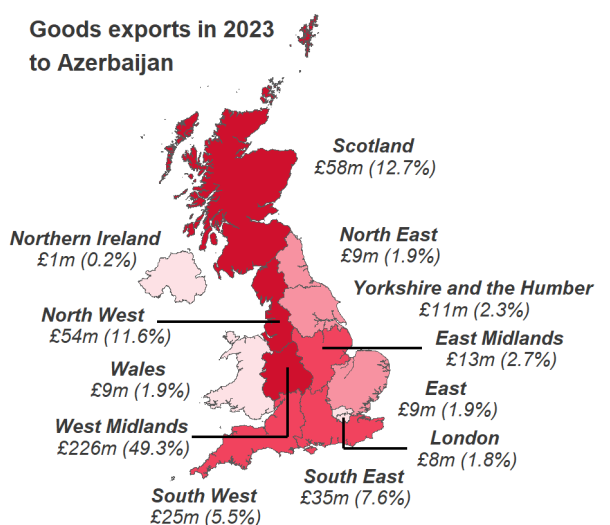 Goods exports in 2023
to Azerbaijan
Scotland
£58m (12.7%)
Northern Ireland
£1m (0.2%)
North East
£9m (1.9%)
Yorkshire and the Humber
£11m (2.3%)
North West
£54m (11.6%)
East Midlands
£13m (2.7%)
Wales
£9m (1.9%)
East
£9m (1.9%)
West Midlands
£226m (49.3%)
London
£8m (1.8%)
South East
£35m (7.6%)
South West
£25m (5.5%)